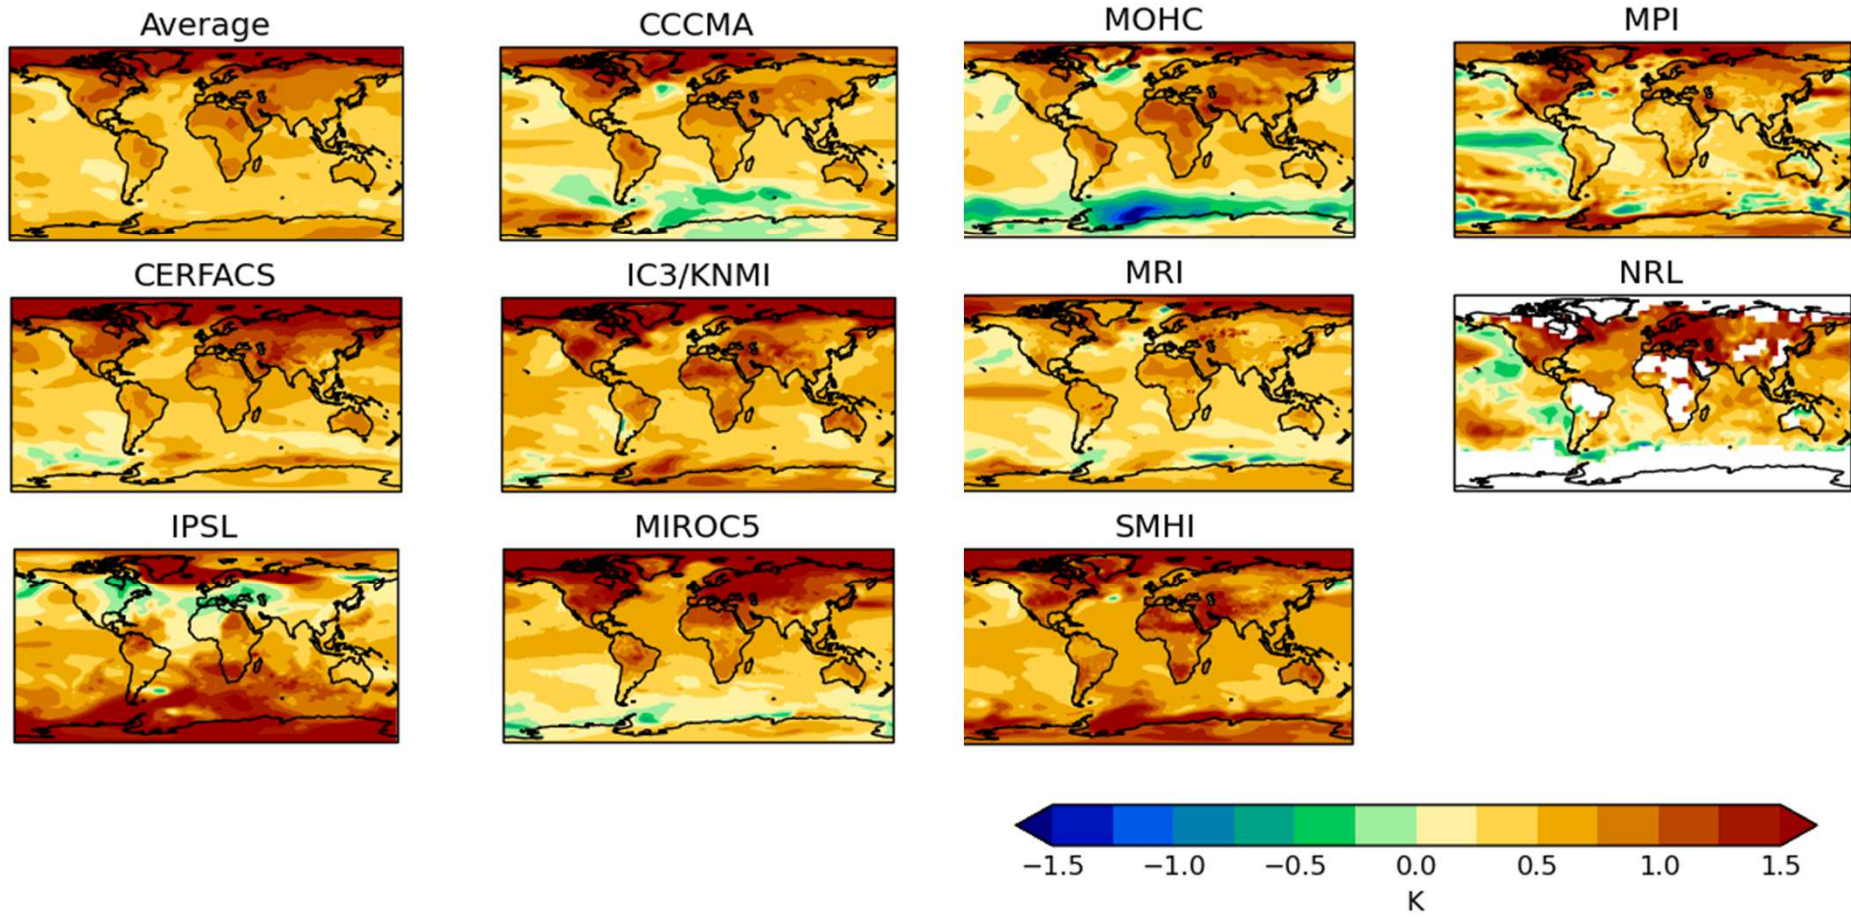 Average
CCCMA
MOHC
MPI
CERFACS
IC3/KNMI
MRI
NRL
IPSL
MIROC5
SMHI
−1.5 −1.0 −0.5 0.0 0.5 1.0 1.5
K